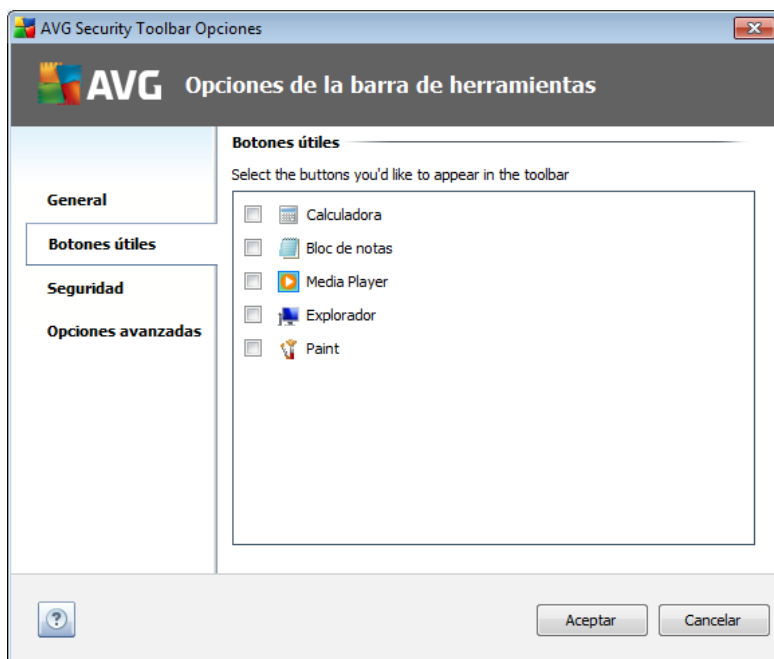 AVG Security Toolbar Opciones
AVG Opciones de la barra de herramientas
General
Botones útiles
Seguridad
Opciones avanzadas
Botones útiles
Select the buttons you'd like to appear in the toolbar
Calculadora
Bloc de notas
Media Player
Explorador
Paint
?
Aceptar
Cancelar